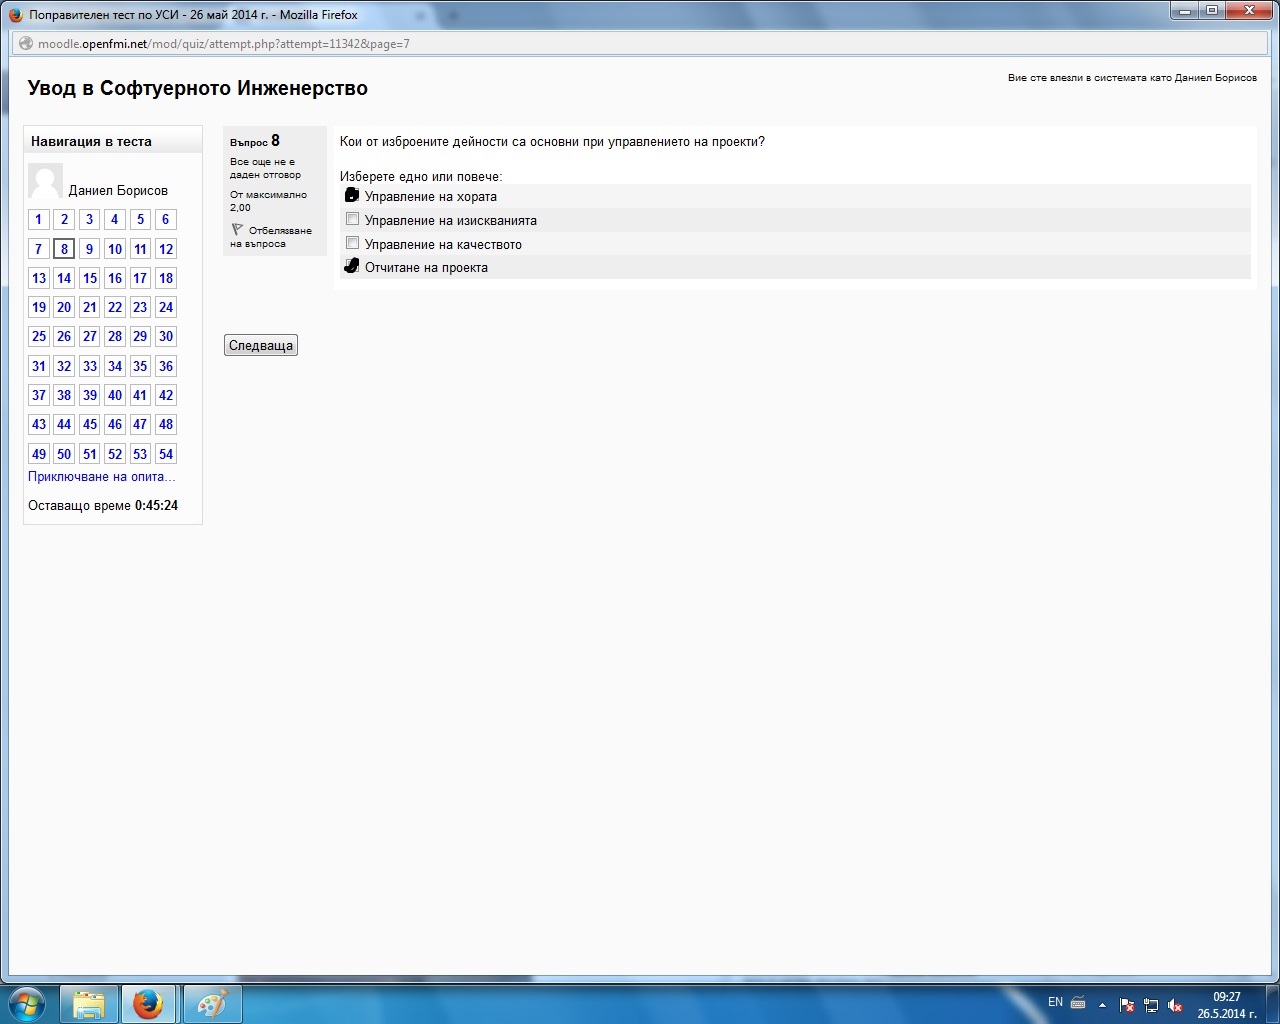 Поправителен тест по УСИ - 26 май 2014 г. - Mozilla Firefox
moodle.openfmi.net/mod/quiz/attempt.php?attempt=11342&page=7
Увод в Софтуерното Инженерство
Вие сте влезли в системата като Даниел Борисов
Навигация в теста
Даниел Борисов
1 2 3 4 5 6
7 8 9 10 11 12
13 14 15 16 17 18
19 20 21 22 23 24
25 26 27 28 29 30
31 32 33 34 35 36
37 38 39 40 41 42
43 44 45 46 47 48
49 50 51 52 53 54
Приключване на опита...
Оставащо време 0:45:24
Въпрос 8
Все още не е
даден отговор
От максимално
2,00
Отбелязване
на въпроса
Кои от изброените дейности са основни при управлението на проекти?
Изберете едно или повече:
Управление на хората
Управление на изискванията
Управление на качеството
Отчитане на проекта
Следваща
EN
09:27
26.5.2014 г.